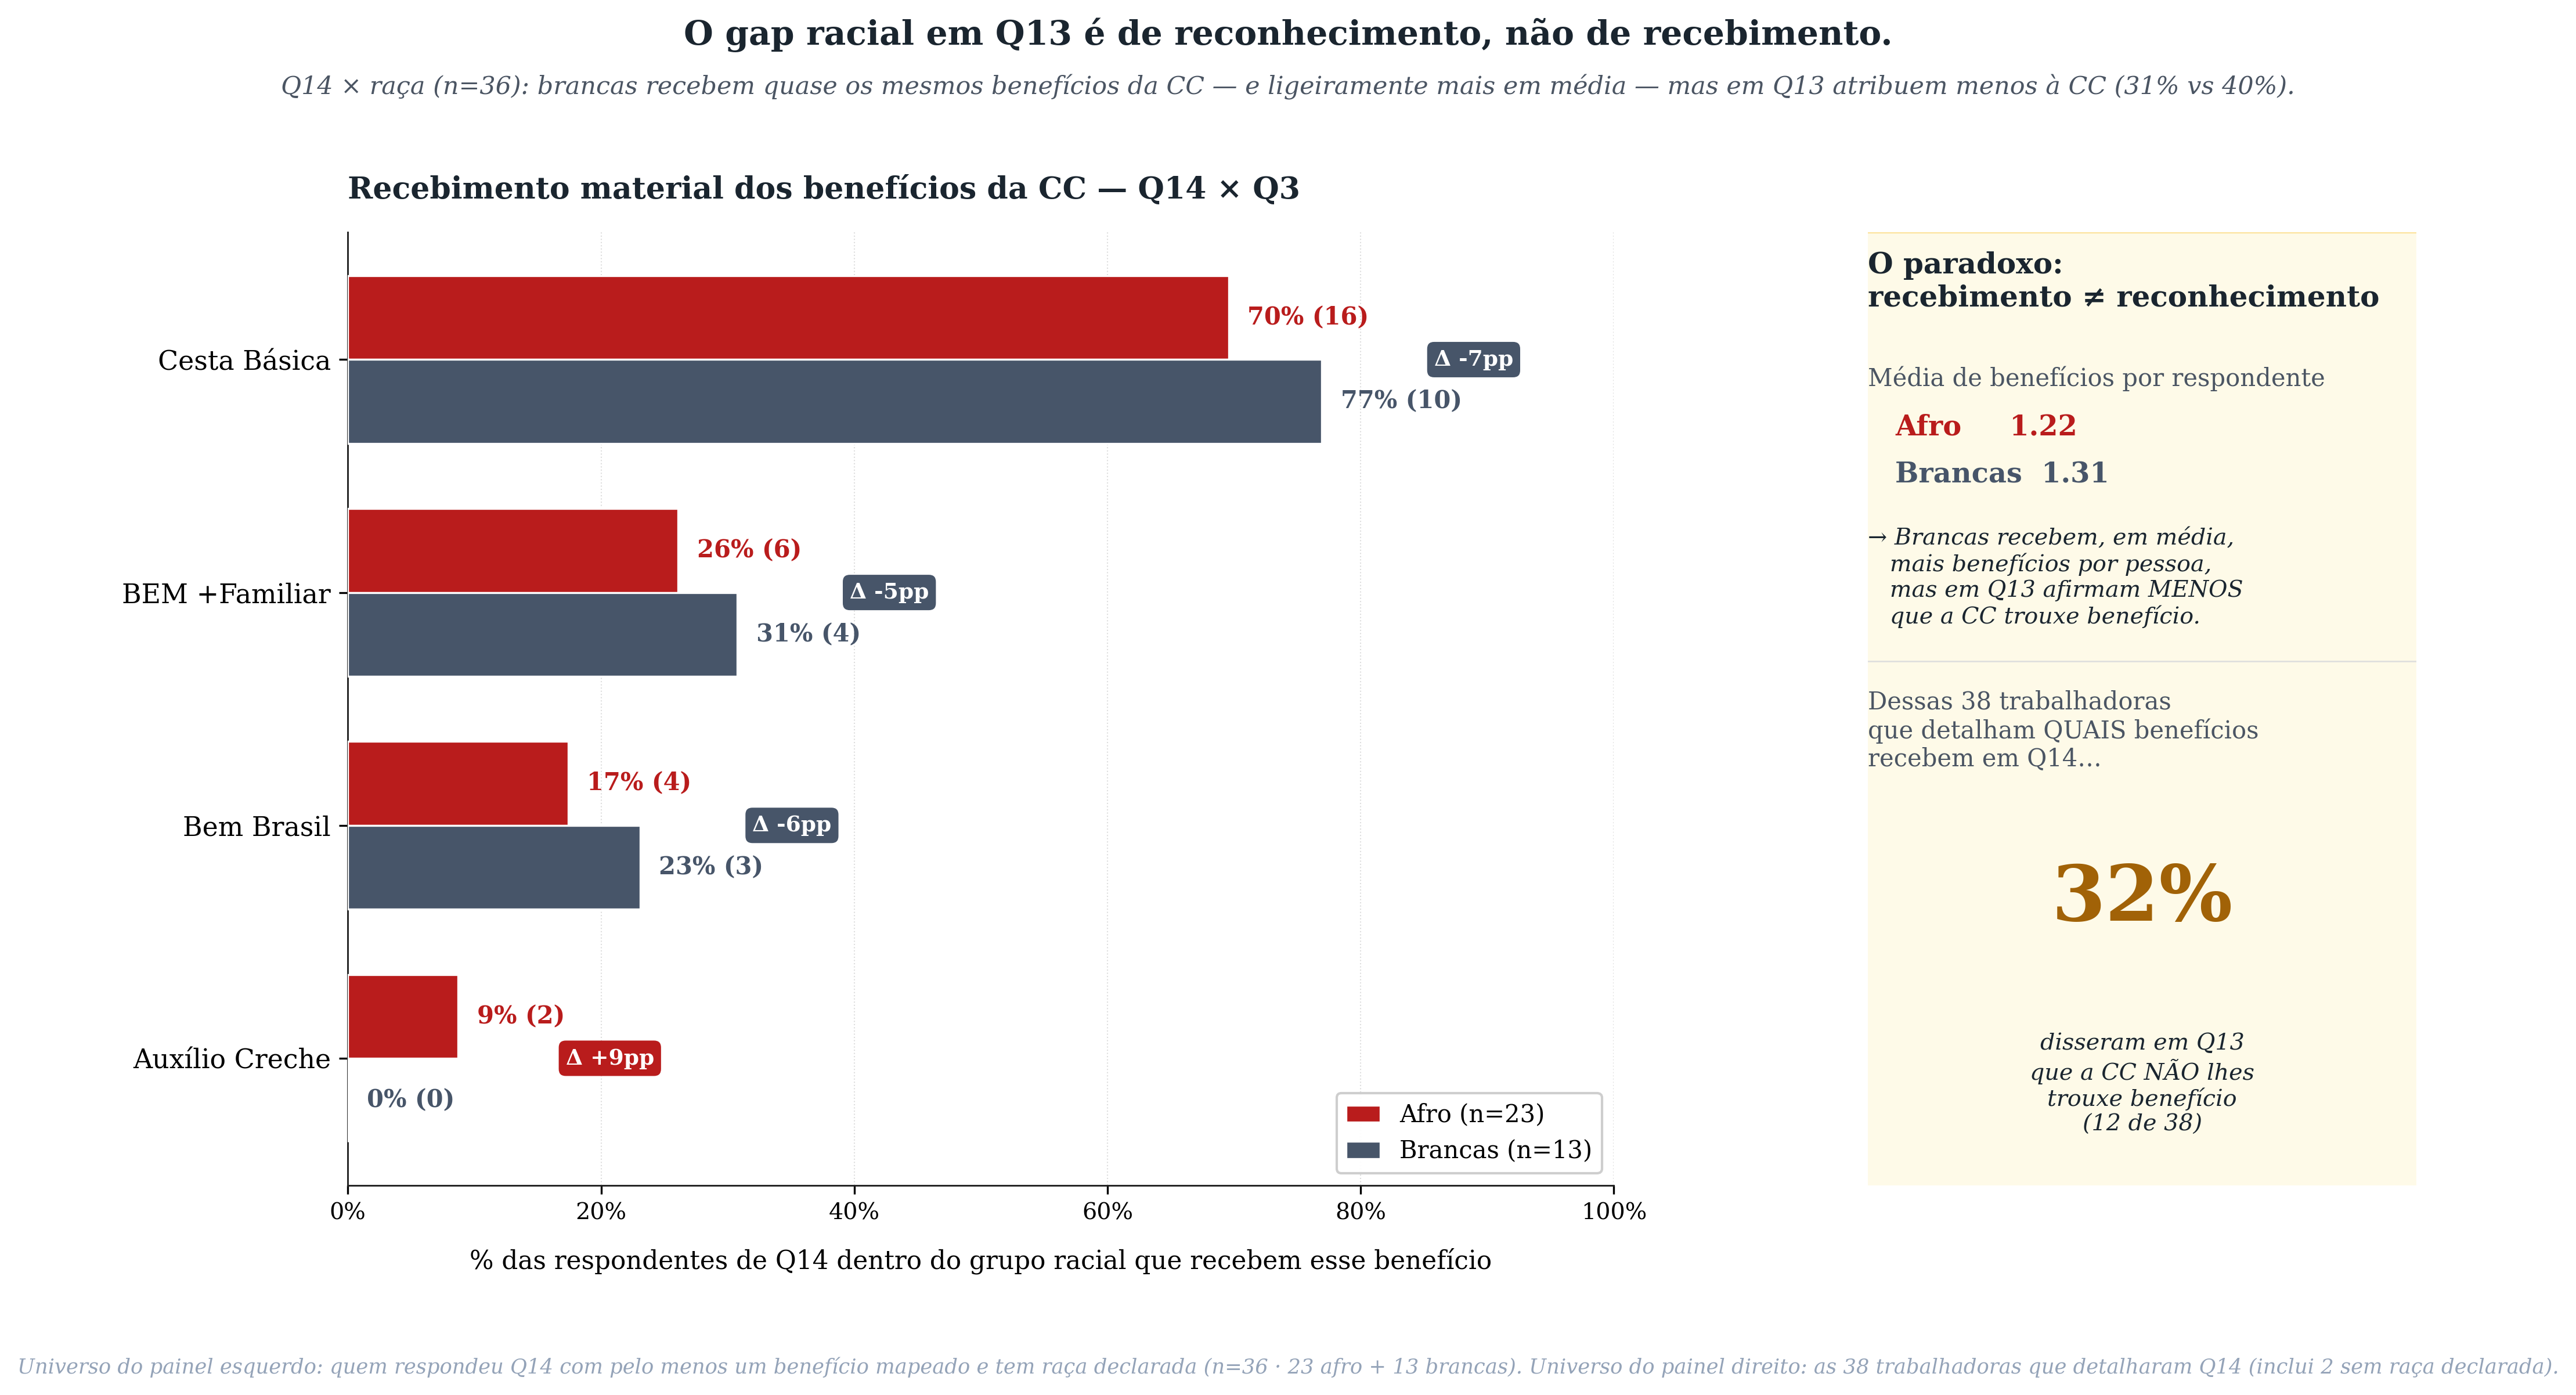 O gap racial em Q13 é de reconhecimento, não de recebimento.
Q14 × raça (n=36): brancas recebem quase os mesmos benefícios da CC — e ligeiramente mais em média — mas em Q13 atribuem menos à CC (31% vs 40%).
Recebimento material dos benefícios da CC — Q14 × Q3
Cesta Básica
70% (16)
Δ -7pp
77% (10)
BEM +Familiar
26% (6)
Δ -5pp
31% (4)
Bem Brasil
17% (4)
Δ -6pp
23% (3)
Auxílio Creche
9% (2)
Δ +9pp
0% (0)
Afro (n=23)
Brancas (n=13)
0% 20% 40% 60% 80% 100%
% das respondentes de Q14 dentro do grupo racial que recebem esse benefício
O paradoxo:
recebimento ≠ reconhecimento
Média de benefícios por respondente
Afro 1.22
Brancas 1.31
→ Brancas recebem, em média,
mais benefícios por pessoa,
mas em Q13 afirmam MENOS
que a CC trouxe benefício.
Dessas 38 trabalhadoras
que detalham QUAIS benefícios
recebem em Q14…
32%
disseram em Q13
que a CC NÃO lhes
trouxe benefício
(12 de 38)
Universo do painel esquerdo: quem respondeu Q14 com pelo menos um benefício mapeado e tem raça declarada (n=36 · 23 afro + 13 brancas). Universo do painel direito: as 38 trabalhadoras que detalharam Q14 (inclui 2 sem raça declarada).